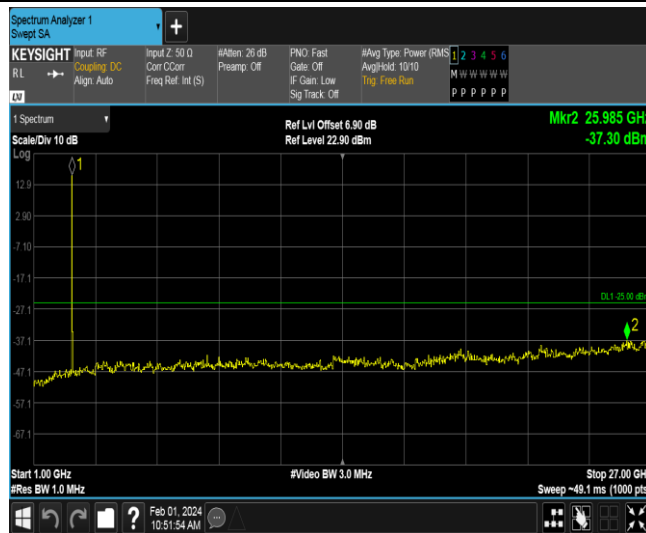 Spectrum Analyzer 1
Swept SA
+
KEYSIGHT
RL
LXI
Input: RF
Coupling: DC
Align: Auto
Input Z: 50 Ω
Corr CCorr
Freq Ref: Int (S)
#Atten: 26 dB
Preamp: Off
PNO: Fast
Gate: Off
IF Gain: Low
Sig Track: Off
#Avg Type: Power (RMS
Avg|Hold: 10/10
Trig: Free Run
1 2 3 4 5 6
M W W W W W
P P P P P P
1 Spectrum
Scale/Div 10 dB
Log
Ref Lvl Offset 6.90 dB
Ref Level 22.90 dBm
Mkr2 25.985 GHz
-37.30 dBm
1
12.9
2.90
-7.10
-17.1
DL1 -25.00 dBm
-27.1
2
-37.1
-47.1
-57.1
-67.1
Start 1.00 GHz
#Res BW 1.0 MHz
#Video BW 3.0 MHz
Stop 27.00 GHz
Sweep ~49.1 ms (1000 pts)
?
Feb 01, 2024
10:51:54 AM